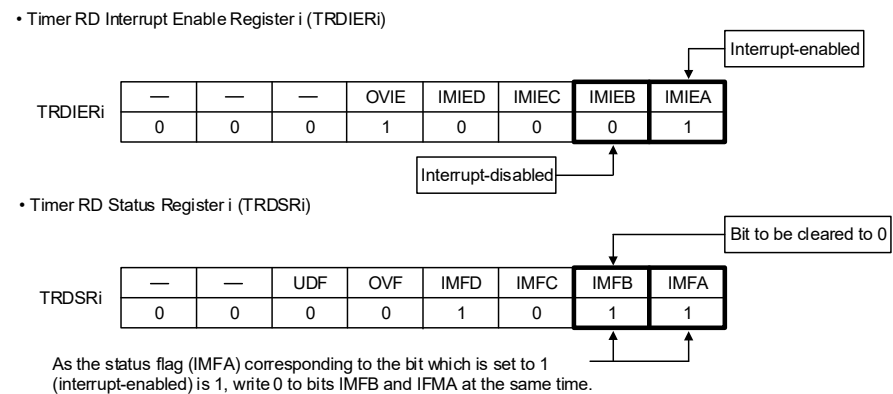 • Timer RD Interrupt Enable Register i (TRDIERi)
Interrupt-enabled
TRDIERi
— — — OVIE IMIED IMIEC IMIEB IMIEA
0 0 0 1 0 0 0 1
Interrupt-disabled
• Timer RD Status Register i (TRDSRi)
Bit to be cleared to 0
TRDSRi
— — UDF OVF IMFD IMFC IMFB IMFA
0 0 0 0 1 0 1 1
As the status flag (IMFA) corresponding to the bit which is set to 1
(interrupt-enabled) is 1, write 0 to bits IMFB and IFMA at the same time.